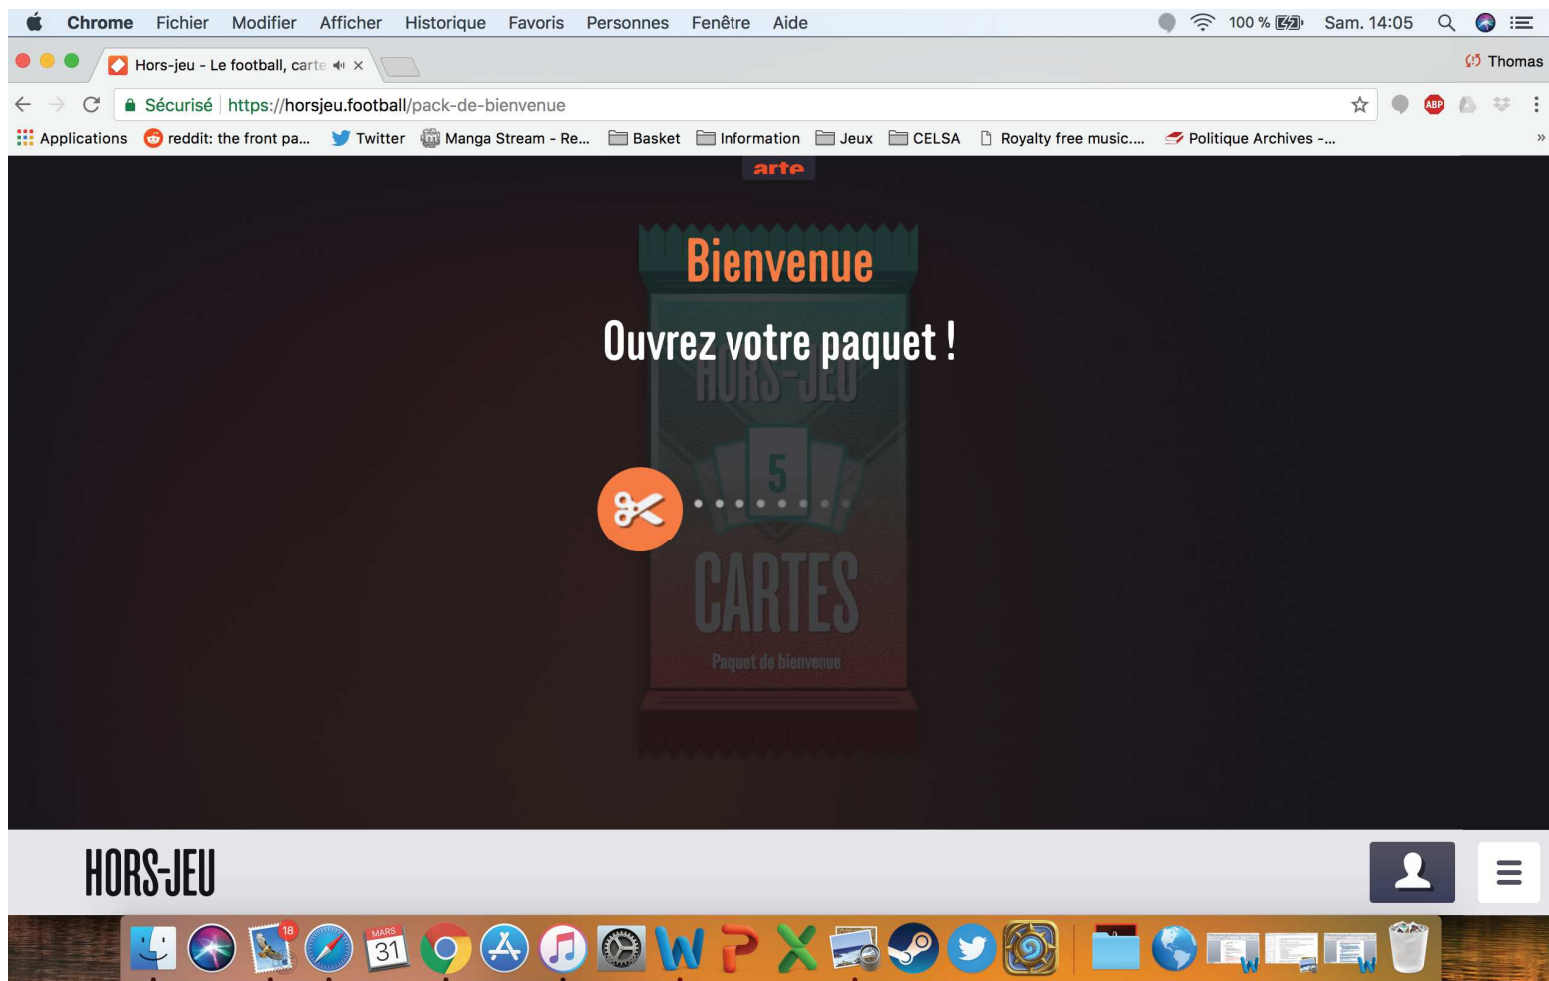 Chrome Fichier Modifier Afficher Historique Favoris Personnes Fenêtre Aide 100 % Sam. 14:05
Hors-jeu - Le football, carte Thomas
Sécurisé https://horsjeu.football/pack-de-bienvenue ABP
Applications reddit: the front pa... Twitter Manga Stream - Re... Basket Information Jeux CELSA Royalty free music.... Politique Archives -... »
arte
Bienvenue
Ouvrez votre paquet !
HORS-JEU
5
CARTES
Paquet de bienvenue
HORS-JEU
18
MARS
31